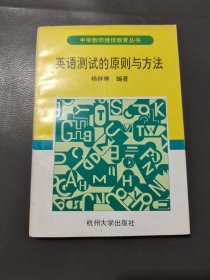 中学教师继续教育丛书
英语测试的原则与方法
杨钟琳 编著
杭州大学出版社